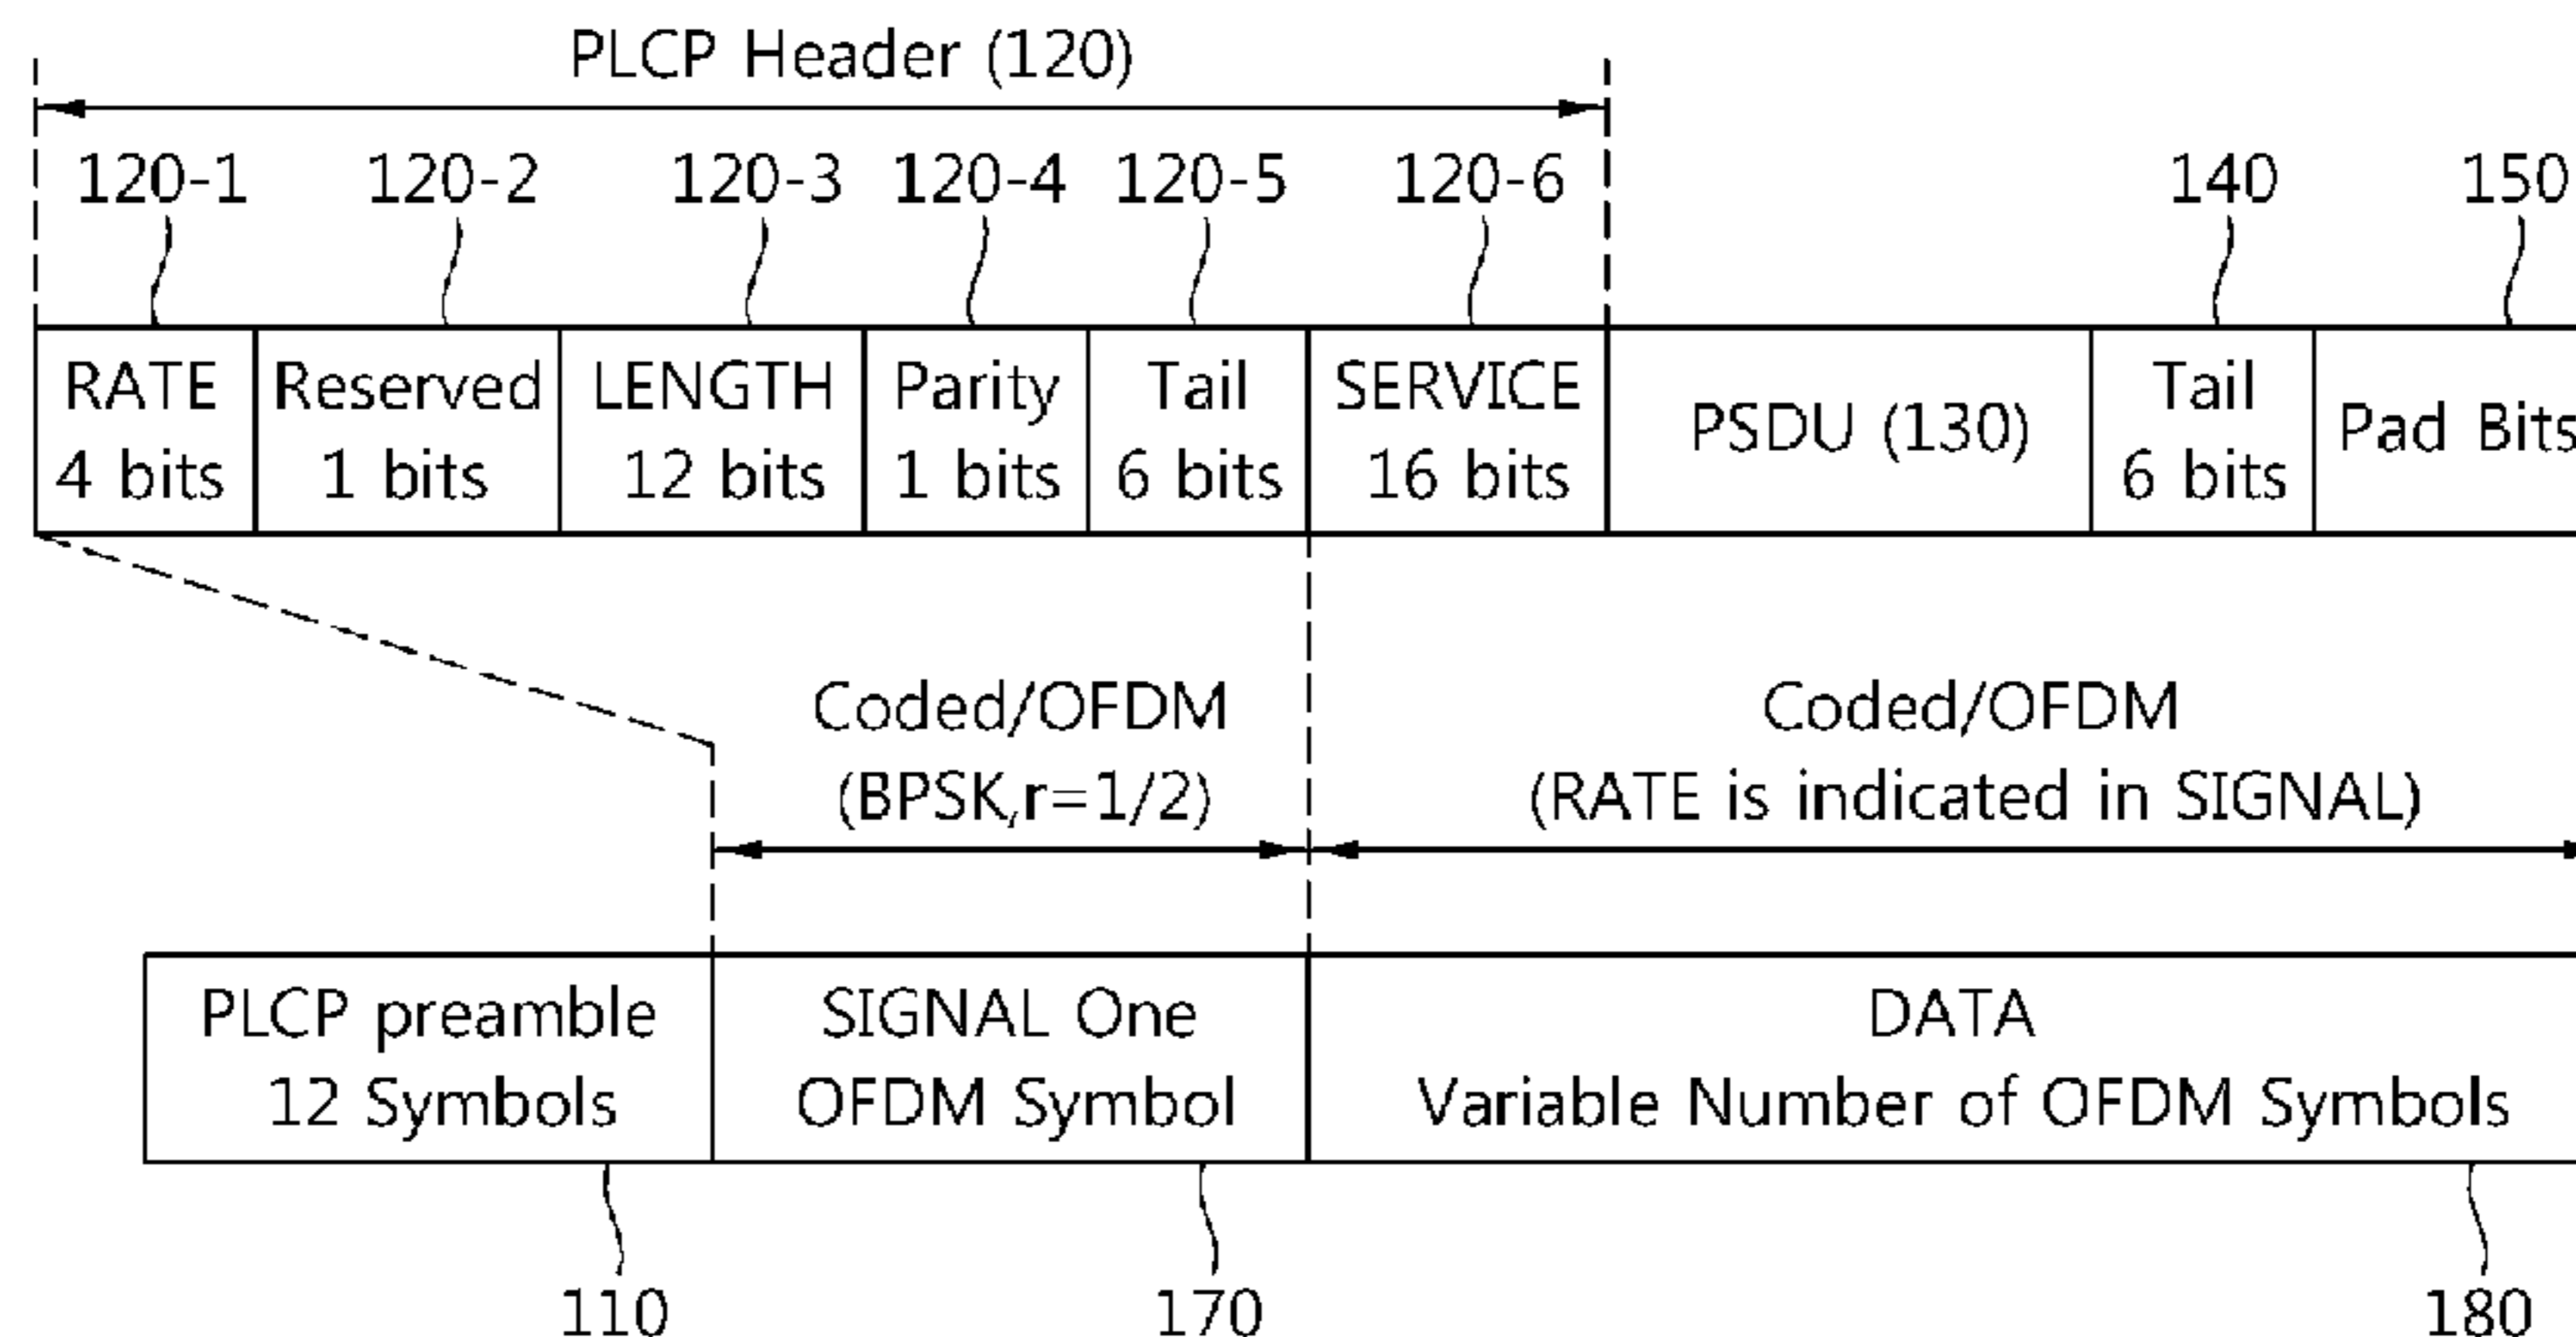 PLCP Header (120)
120-1 120-2 120-3 120-4 120-5 120-6 140 150
RATE
4 bits
Reserved
1 bits
LENGTH
12 bits
Parity
1 bits
Tail
6 bits
SERVICE
16 bits
PSDU (130)
Tail
6 bits
Pad Bits
Coded/OFDM
(BPSK,r=1/2)
Coded/OFDM
(RATE is indicated in SIGNAL)
PLCP preamble
12 Symbols
SIGNAL One
OFDM Symbol
DATA
Variable Number of OFDM Symbols
110 170 180